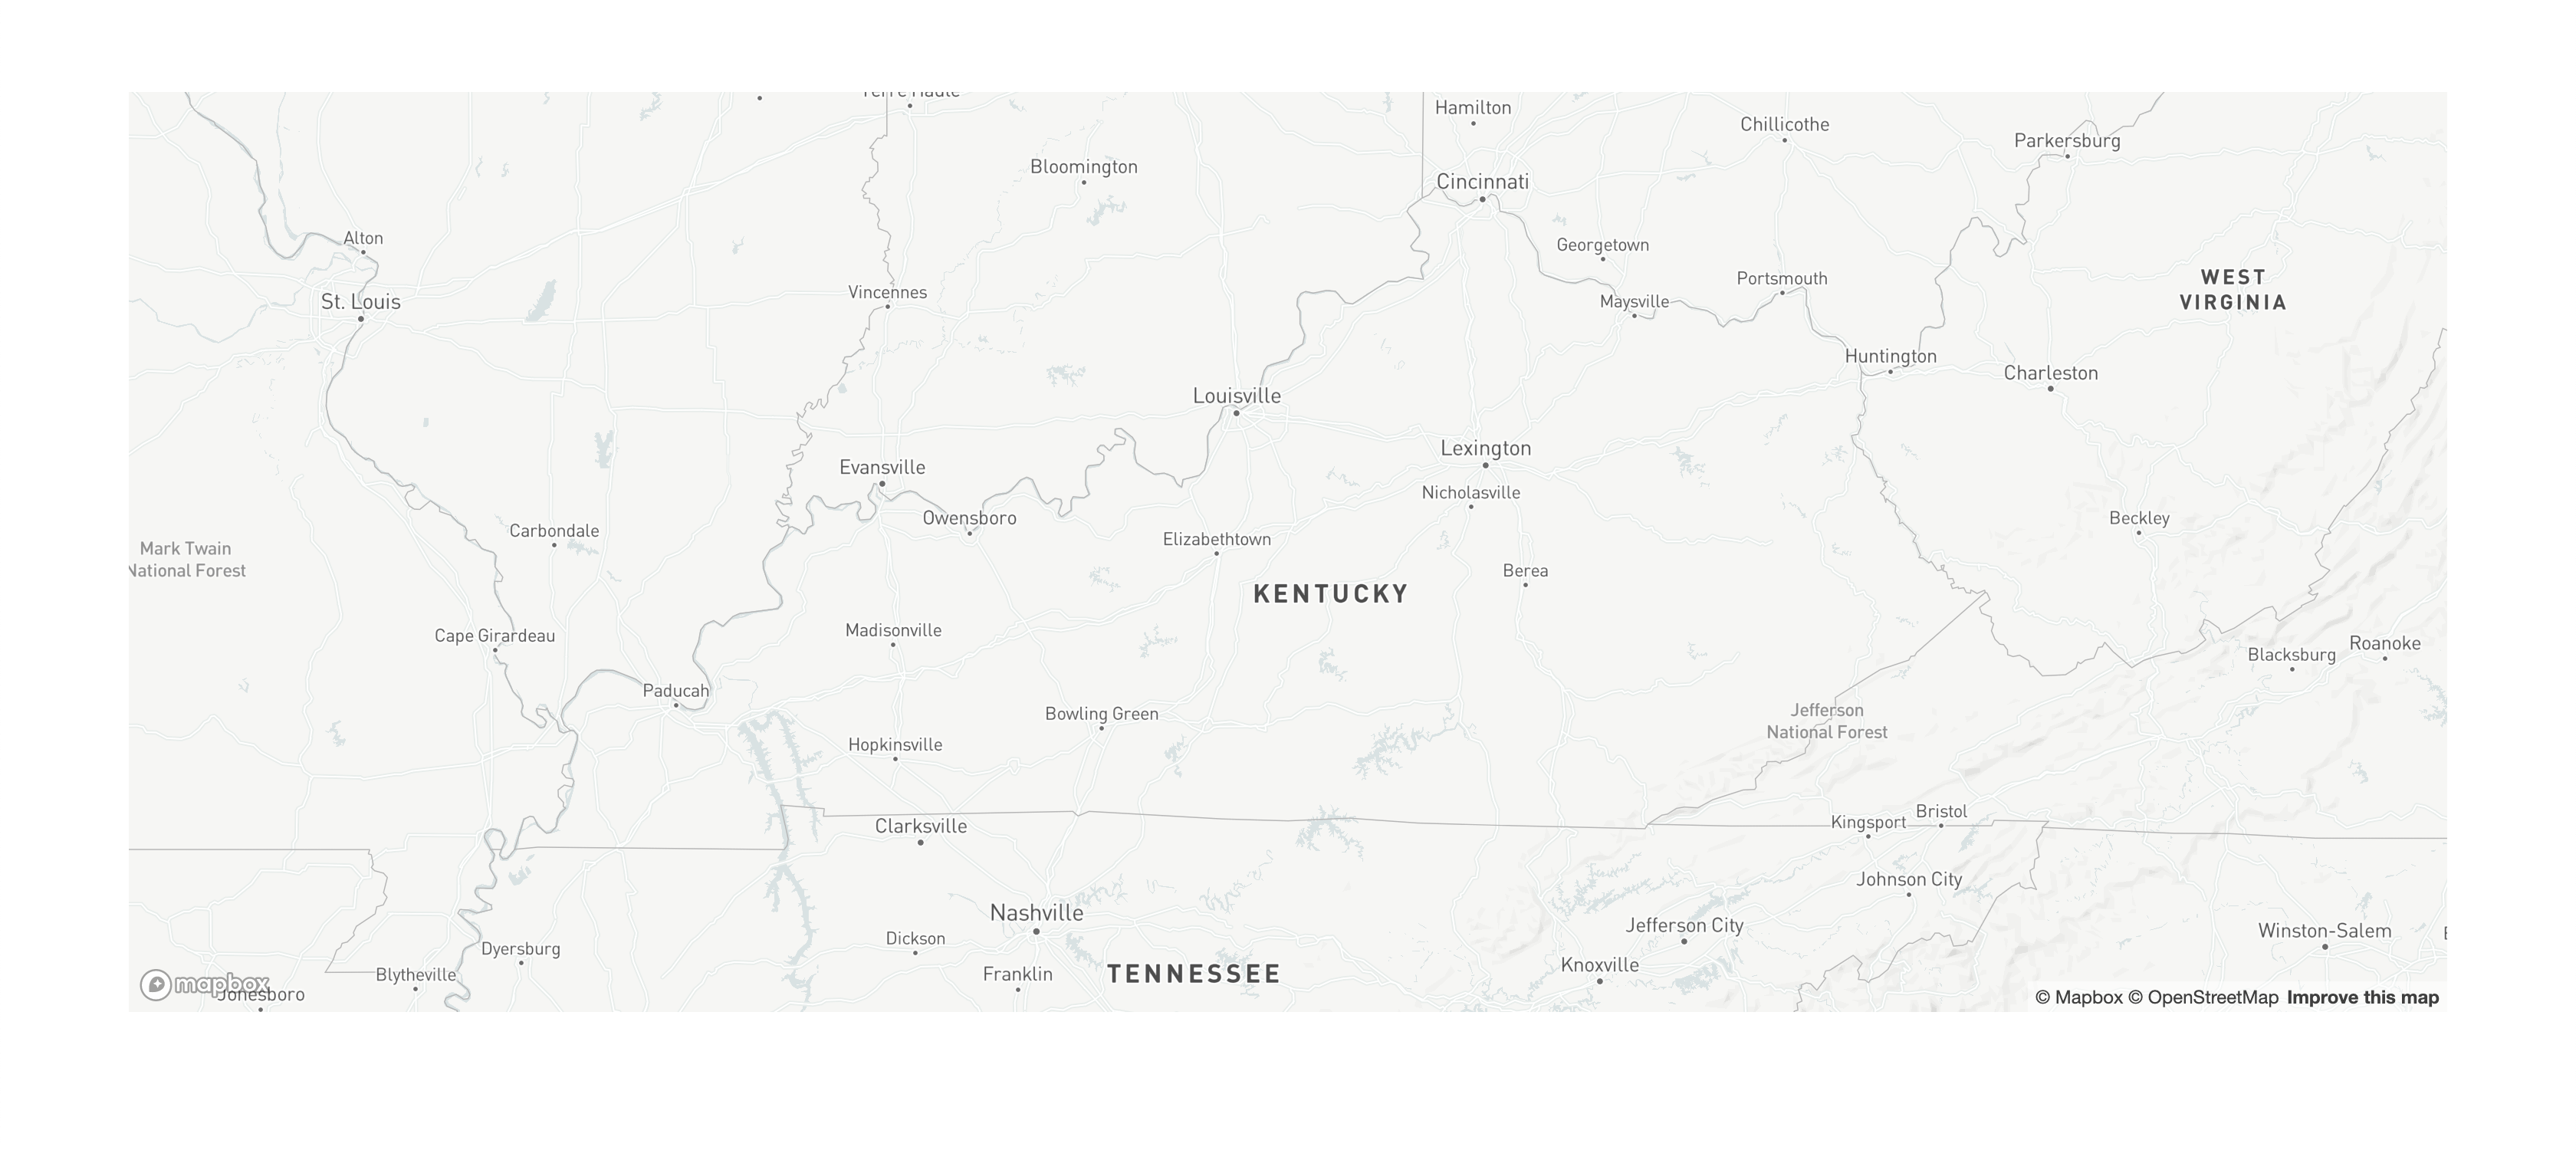 Terre Haute
Hamilton
Chillicothe
Parkersburg
Bloomington
Cincinnati
Alton
Georgetown
St. Louis
Vincennes
Maysville
Portsmouth
WEST
VIRGINIA
Huntington
Charleston
Louisville
Lexington
Evansville
Nicholasville
Owensboro
Beckley
Carbondale
Elizabethtown
Mark Twain
National Forest
Berea
KENTUCKY
Cape Girardeau
Madisonville
Blacksburg
Roanoke
Paducah
Bowling Green
Jefferson
National Forest
Hopkinsville
Clarksville
Kingsport
Bristol
Johnson City
Nashville
Jefferson City
Winston-Salem
Dickson
Dyersburg
Knoxville
Franklin
TENNESSEE
Blytheville
mapbox
Jonesboro
© Mapbox © OpenStreetMap Improve this map